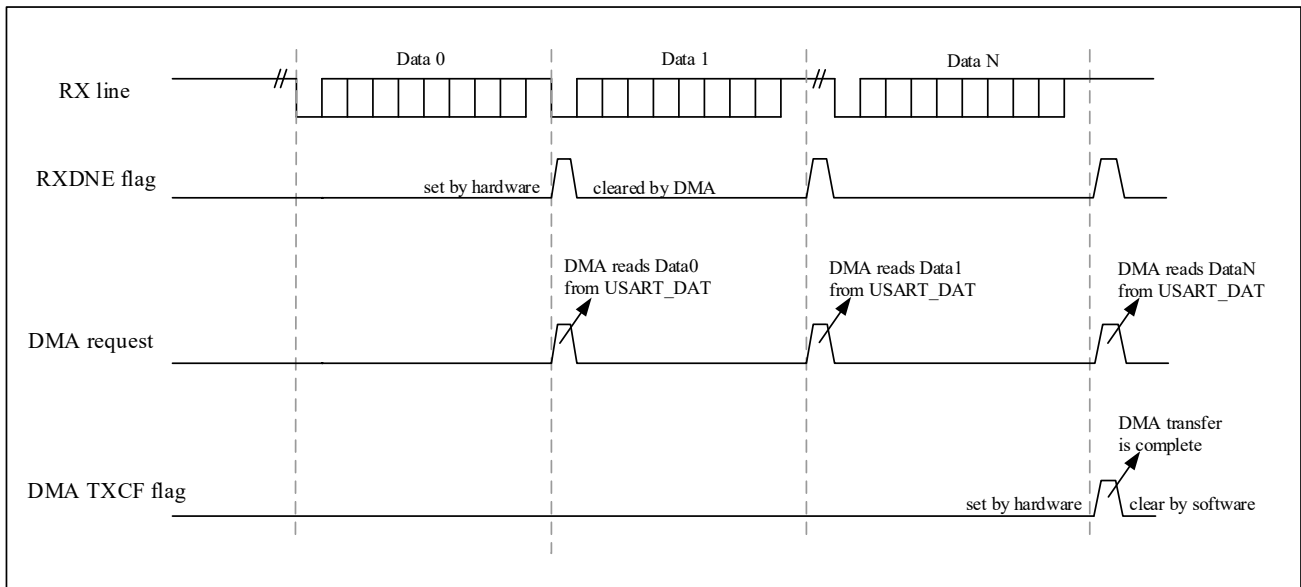 Data 0
Data 1
Data N
RX line
RXDNE flag
set by hardware
cleared by DMA
DMA reads Data0
from USART_DAT
DMA reads Data1
from USART_DAT
DMA reads DataN
from USART_DAT
DMA request
DMA transfer
is complete
DMA TXCF flag
set by hardware
clear by software